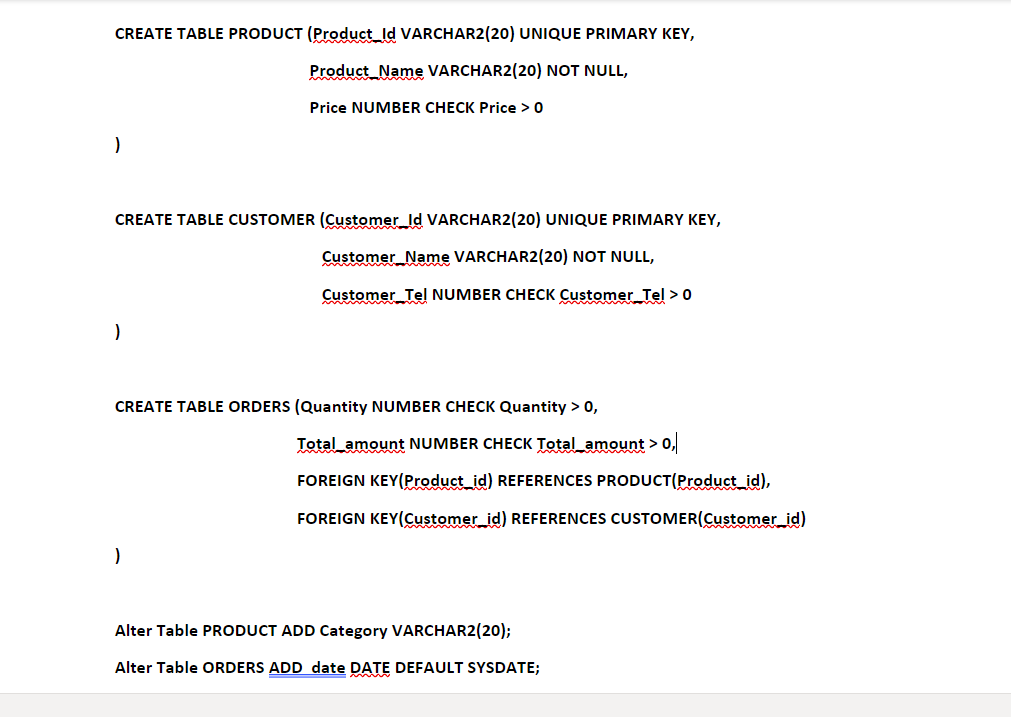 CREATE TABLE PRODUCT (Product_Id VARCHAR2(20) UNIQUE PRIMARY KEY,
Product_Name VARCHAR2(20) NOT NULL,
Price NUMBER CHECK Price > 0
)
CREATE TABLE CUSTOMER (Customer_Id VARCHAR2(20) UNIQUE PRIMARY KEY,
Customer_Name VARCHAR2(20) NOT NULL,
Customer_Tel NUMBER CHECK Customer_Tel > 0
)
CREATE TABLE ORDERS (Quantity NUMBER CHECK Quantity > 0,
Total_amount NUMBER CHECK Total_amount > 0,
FOREIGN KEY(Product_id) REFERENCES PRODUCT(Product_id),
FOREIGN KEY(Customer_id) REFERENCES CUSTOMER(Customer_id)
)
Alter Table PRODUCT ADD Category VARCHAR2(20);
Alter Table ORDERS ADD  date DATE DEFAULT SYSDATE;